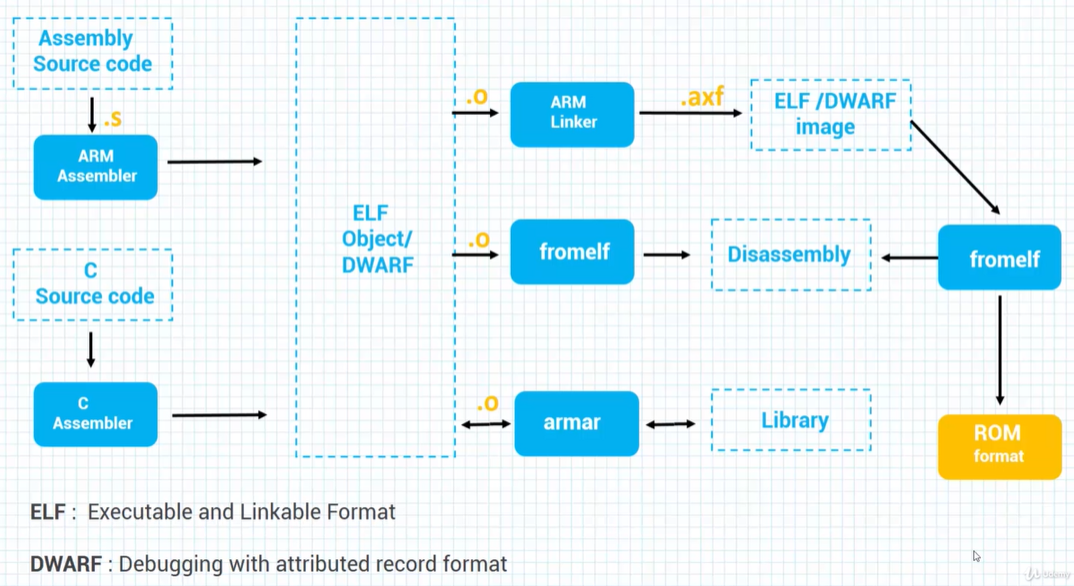 Assembly
Source code
.s
ARM
Assembler
C
Source code
C
Assembler
ELF
Object/
DWARF
.o
ARM
Linker
.axf
ELF /DWARF
image
.o
fromelf
Disassembly
fromelf
.o
armar
Library
ROM
format
ELF : Executable and Linkable Format
DWARF : Debugging with attributed record format
Udemy